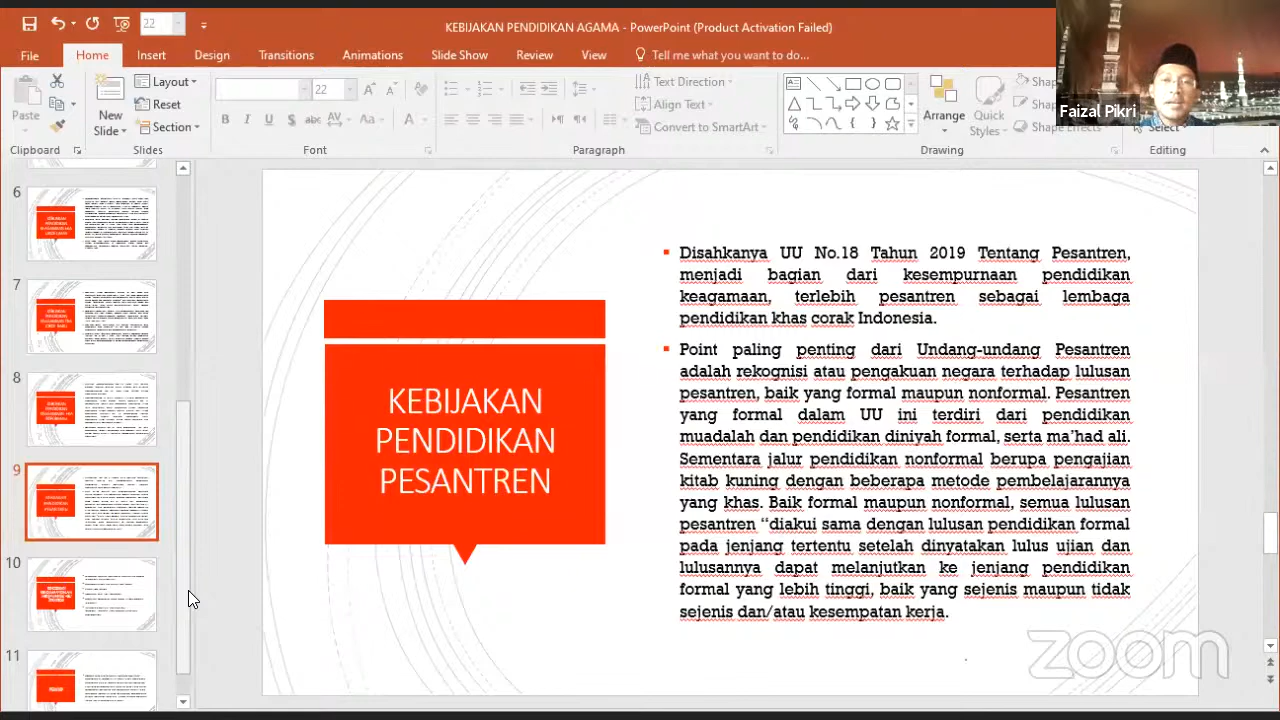 22
KEBIJAKAN PENDIDIKAN AGAMA - PowerPoint (Product Activation Failed)
File
Home
Insert
Design
Transitions
Animations
Slide Show
Review
View
Tell me what you want to do...
Faizal Pikri
Paste
New
Slide
Layout
Reset
Section
22
Text Direction
Align Text
Convert to SmartArt
Arrange
Quick
Styles
Shape Effects
Select
Clipboard
Slides
Font
Paragraph
Drawing
Editing
6
7
8
9
10
11
KEBIJAKAN
PENDIDIKAN
PESANTREN
Disahkanya UU No.18 Tahun 2019 Tentang Pesantren,
menjadi bagian dari kesempurnaan pendidikan
keagamaan, terlebih pesantren sebagai lembaga
pendidikan khas corak Indonesia.
Point paling penting dari Undang-undang Pesantren
adalah rekognisi atau pengakuan negara terhadap lulusan
pesantren, baik yang formal maupun nonformal. Pesantren
yang formal dalam UU ini terdiri dari pendidikan
muadalah dan pendidikan diniyah formal, serta ma'had ali.
Sementara jalur pendidikan nonformal berupa pengajian
kitab kuning dengan beberapa metode pembelajarannya
yang khas. Baik formal maupun nonformal, semua lulusan
pesantren “diakui sama dengan lulusan pendidikan formal
pada jenjang tertentu setelah dinyatakan lulus ujian dan
lulusannya dapat melanjutkan ke jenjang pendidikan
formal yang lebih tinggi, baik yang sejenis maupun tidak
sejenis dan/atau kesempatan kerja.
zoom